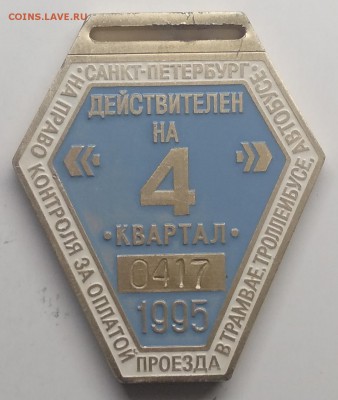 COINS.LAVE.RU
·САНКТ-ПЕТЕРБУРГ·
НА ПРАВО КОНТРОЛЯ ЗА ОПЛАТОЙ ПРОЕЗДА В ТРАМВАЕ, ТРОЛЛЕЙБУСЕ, АВТОБУСЕ
ДЕЙСТВИТЕЛЕН
НА
« 4 »
·КВАРТАЛ·
0417
1995